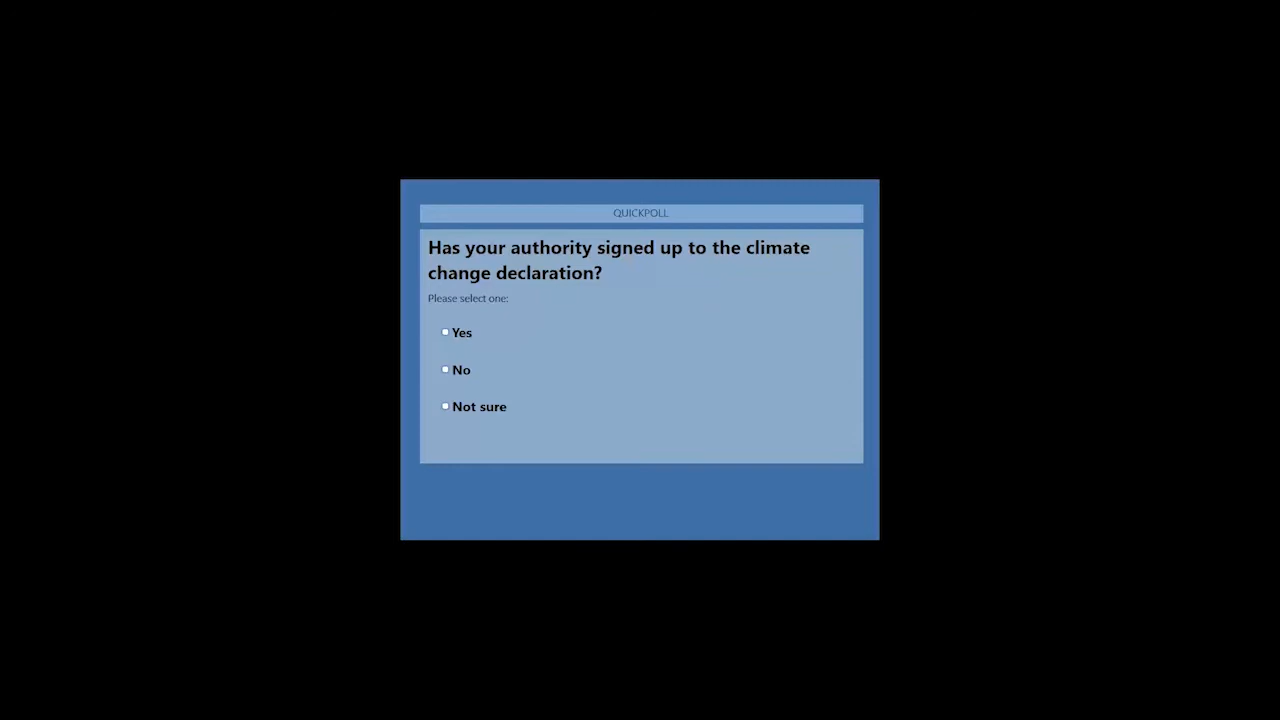 QUICKPOLL
Has your authority signed up to the climate
change declaration?
Please select one:
Yes
No
Not sure